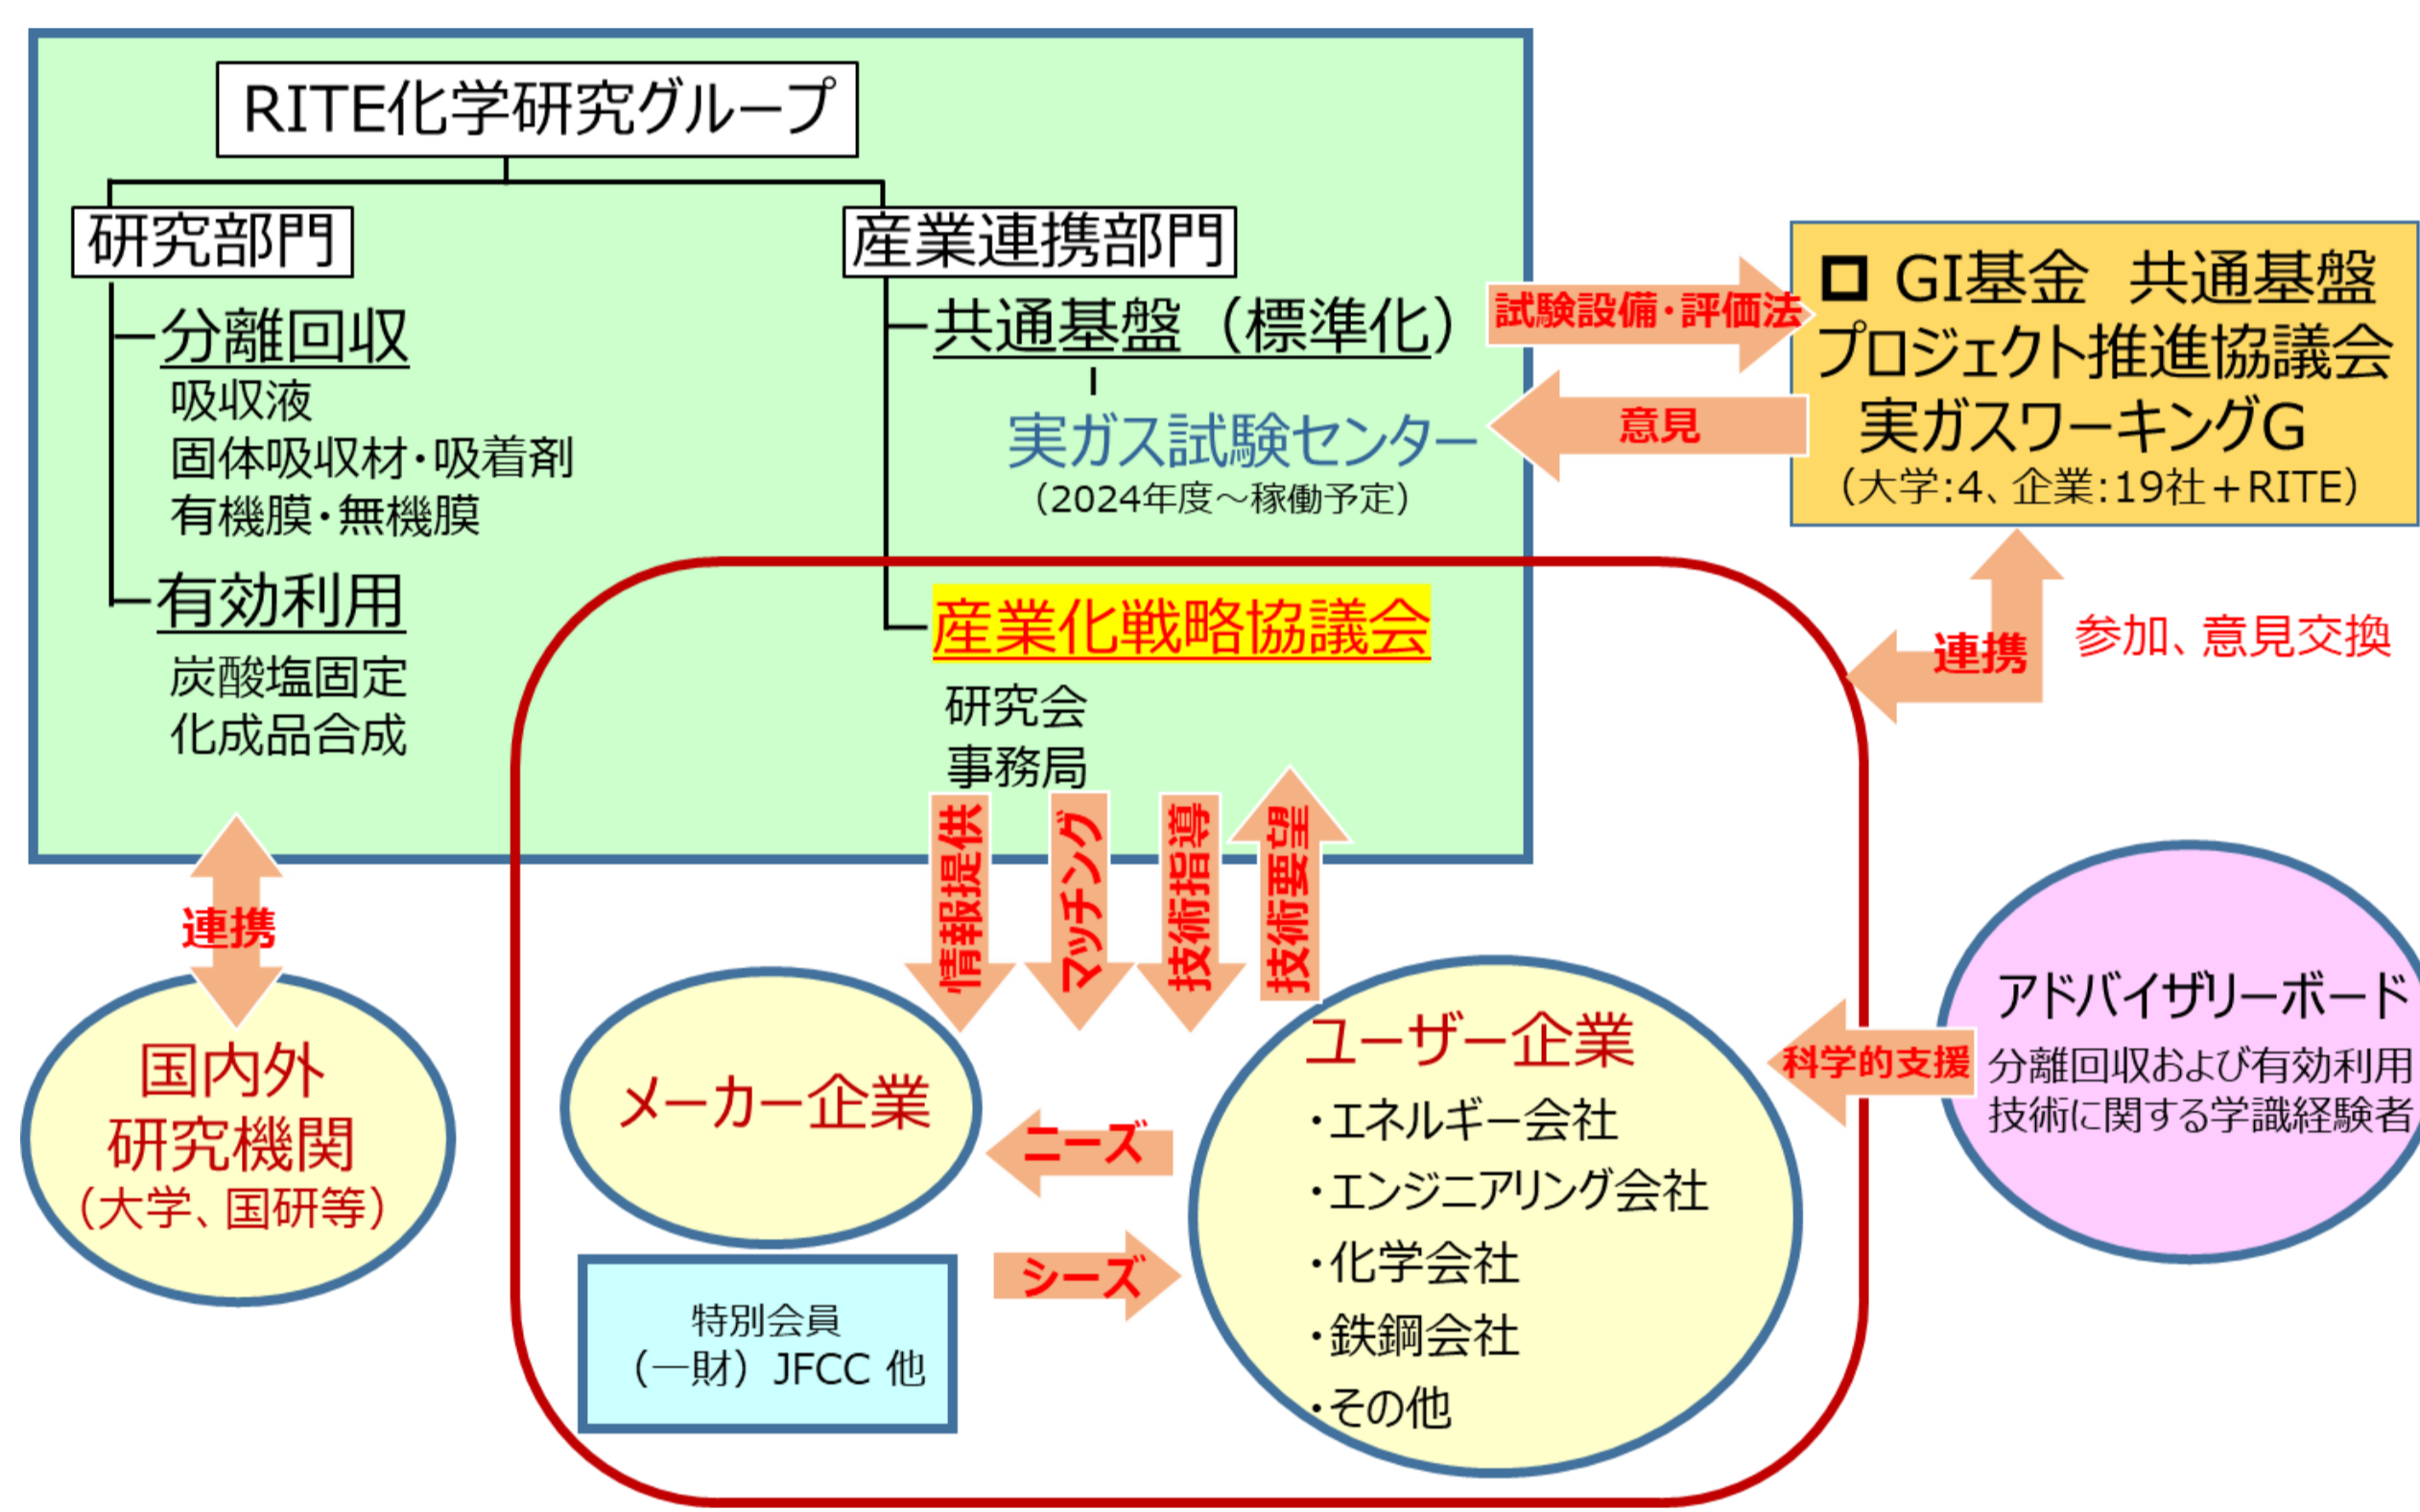 RITE化学研究グループ
研究部門
分離回収
吸収液
固体吸収材・吸着剤
有機膜・無機膜
有効利用
炭酸塩固定
化成品合成
産業連携部門
共通基盤（標準化）
実ガス試験センター
（2024年度～稼働予定）
産業化戦略協議会
研究会
事務局
試験設備・評価法
意見
ロ GI基金 共通基盤
プロジェクト推進協議会
実ガスワーキングG
（大学:4、企業:19社＋RITE）
連携
参加、意見交換
情報提供
マッチング
技術指導
技術要望
連携
国内外
研究機関
（大学、国研等）
メーカー企業
特別会員
（一財）JFCC 他
ニーズ
シーズ
ユーザー企業
・エネルギー会社
・エンジニアリング会社
・化学会社
・鉄鋼会社
・その他
科学的支援
アドバイザリーボード
分離回収および有効利用
技術に関する学識経験者